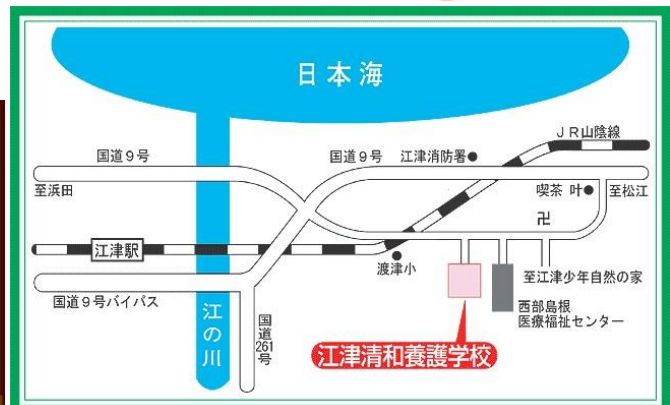 日本海
JR山陰線
国道9号
国道9号
江津消防署
至浜田
喫茶 叶
至松江
卍
江津駅
渡津小
至江津少年自然の家
国道9号バイパス
江の川
国道261号
西部島根
医療福祉センター
江津清和養護学校